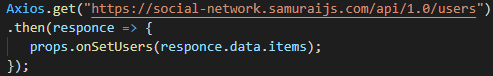 Axios.get("https://social-network.samuraijs.com/api/1.0/users")
.then(responce => {
props.onSetUsers(responce.data.items);
});